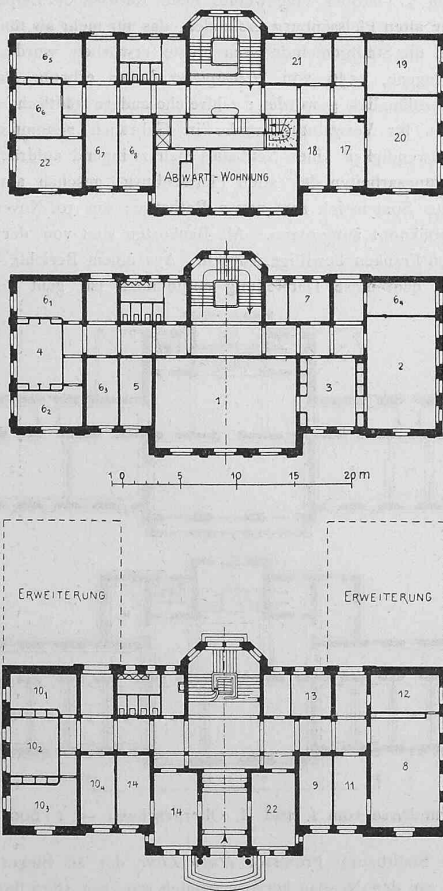 6₅ 21 19
6₆ 20
22 6₇ 6₈ 18 17
ABWART-WOHNUNG
6₁ 7 6₄
4 2
6₂ 6₃ 5 1 3
1 0 5 10 15 20 m
ERWEITERUNG ERWEITERUNG
10₁ 13 12
10₂ 8
10₃ 10₄ 14 14 22 9 11